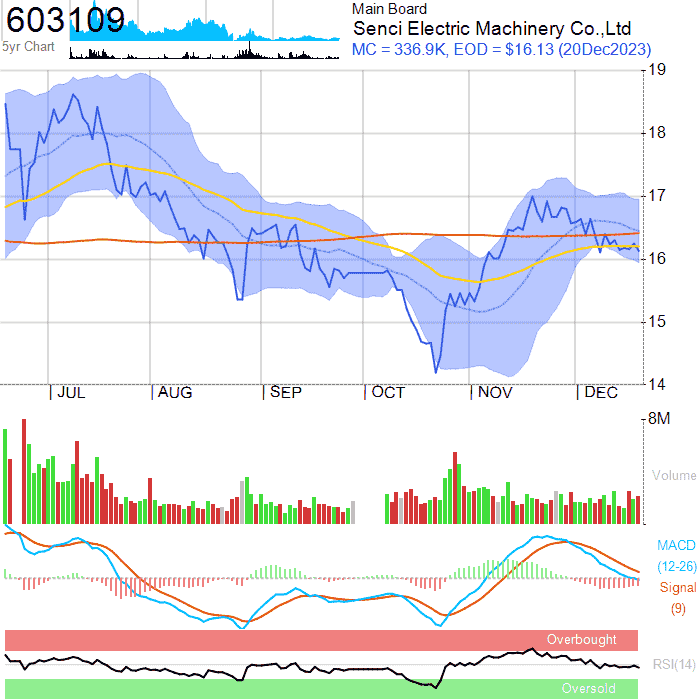 603109
5yr Chart
Main Board
Senci Electric Machinery Co.,Ltd
MC = 336.9K, EOD = $16.13 (20Dec2023)
19
18
17
16
15
14
JUL AUG SEP OCT NOV DEC
8M
Volume
MACD
(12-26)
Signal
(9)
Overbought
RSI(14)
Oversold